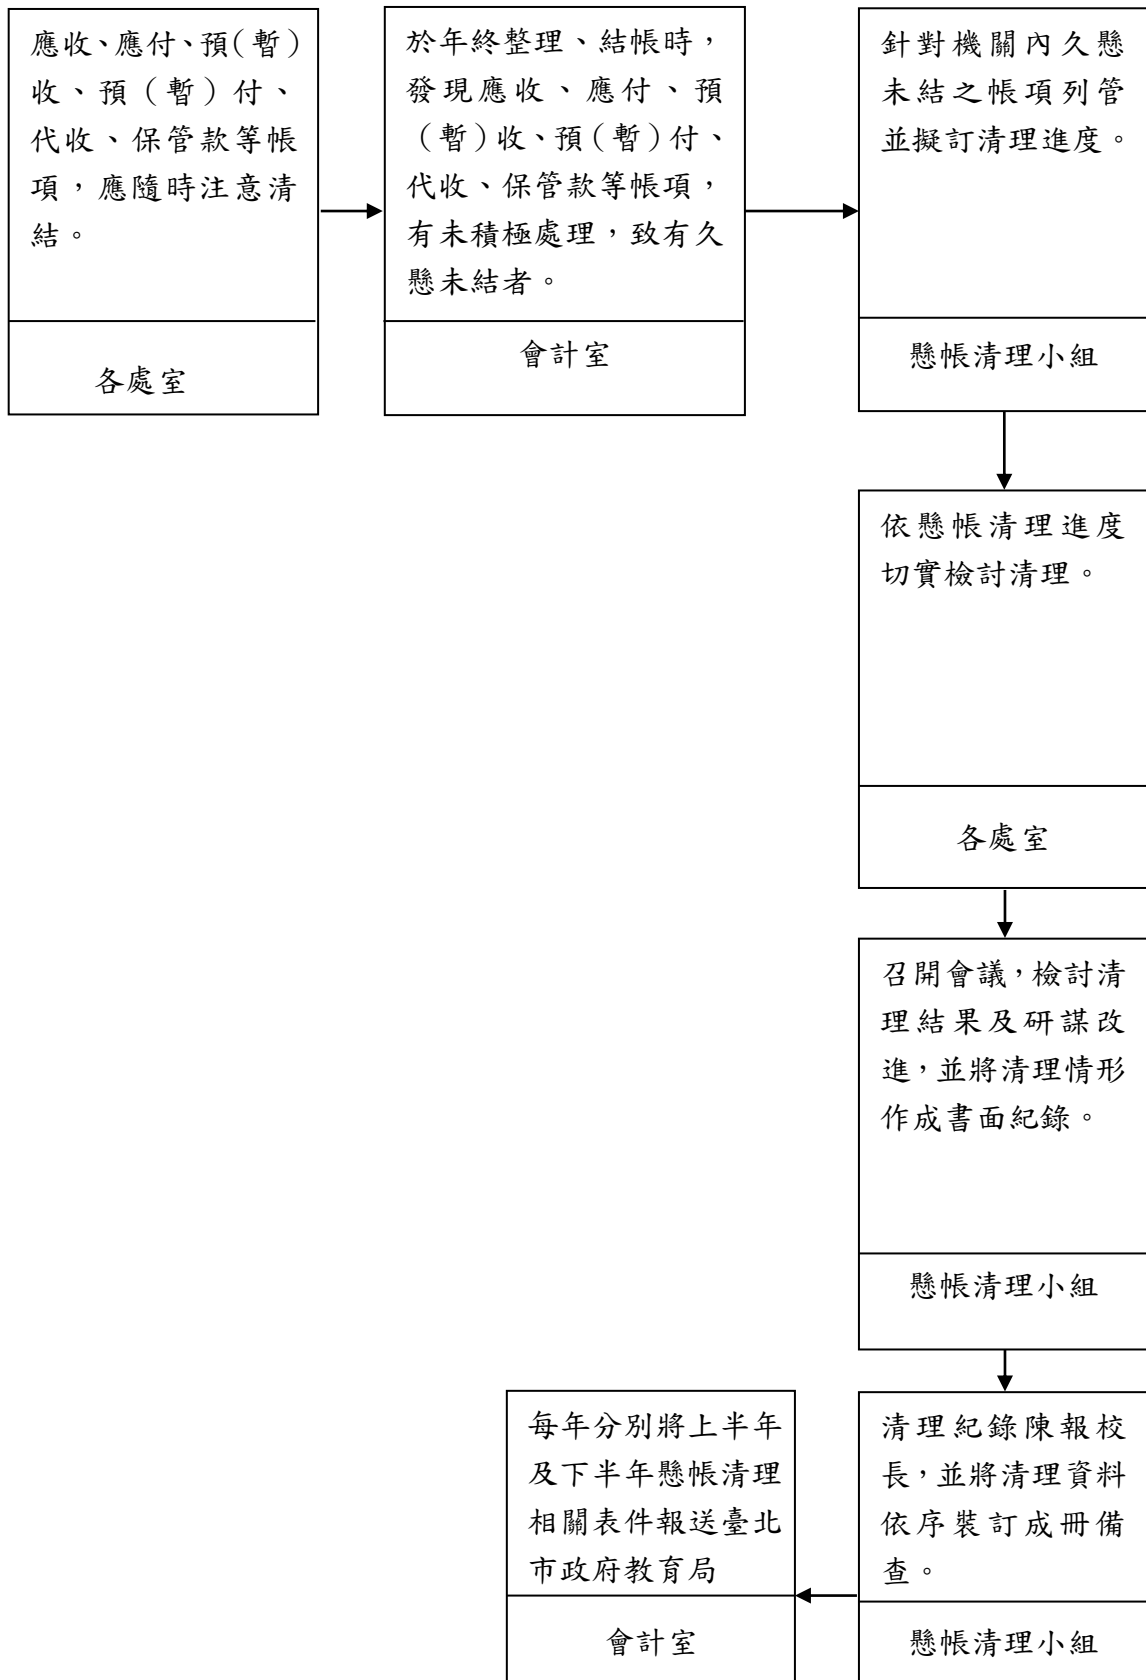 應收、應付、預(暫)
收、預（暫）付、
代收、保管款等帳
項，應隨時注意清
結。
各處室
於年終整理、結帳時，
發現應收、應付、預
（暫）收、預（暫）付、
代收、保管款等帳項，
有未積極處理，致有久
懸未結者。
會計室
針對機關內久懸
未結之帳項列管
並擬訂清理進度。
懸帳清理小組
依懸帳清理進度
切實檢討清理。
各處室
召開會議，檢討清
理結果及研謀改
進，並將清理情形
作成書面紀錄。
懸帳清理小組
清理紀錄陳報校
長，並將清理資料
依序裝訂成冊備
查。
懸帳清理小組
每年分別將上半年
及下半年懸帳清理
相關表件報送臺北
市政府教育局
會計室